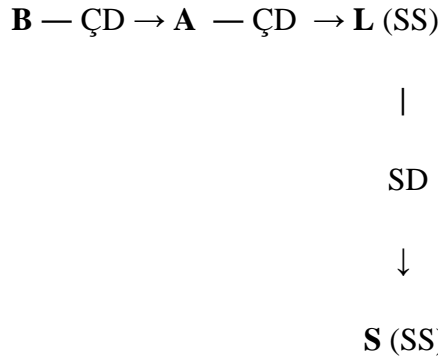 B — ÇD → A — ÇD → L (SS)
|
SD
↓
S (SS)